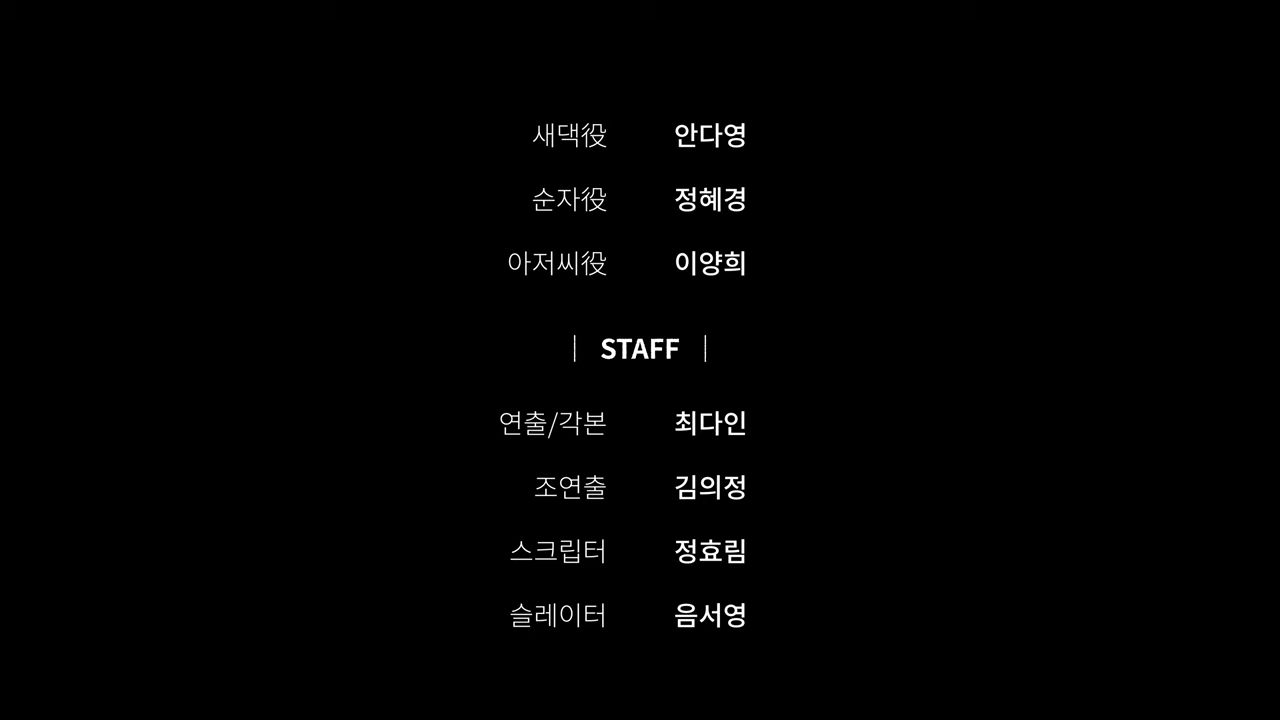 새댁役 안다영
순자役 정혜경
아저씨役 이양희
| STAFF |
연출/각본 최다인
조연출 김의정
스크립터 정효림
슬레이터 음서영